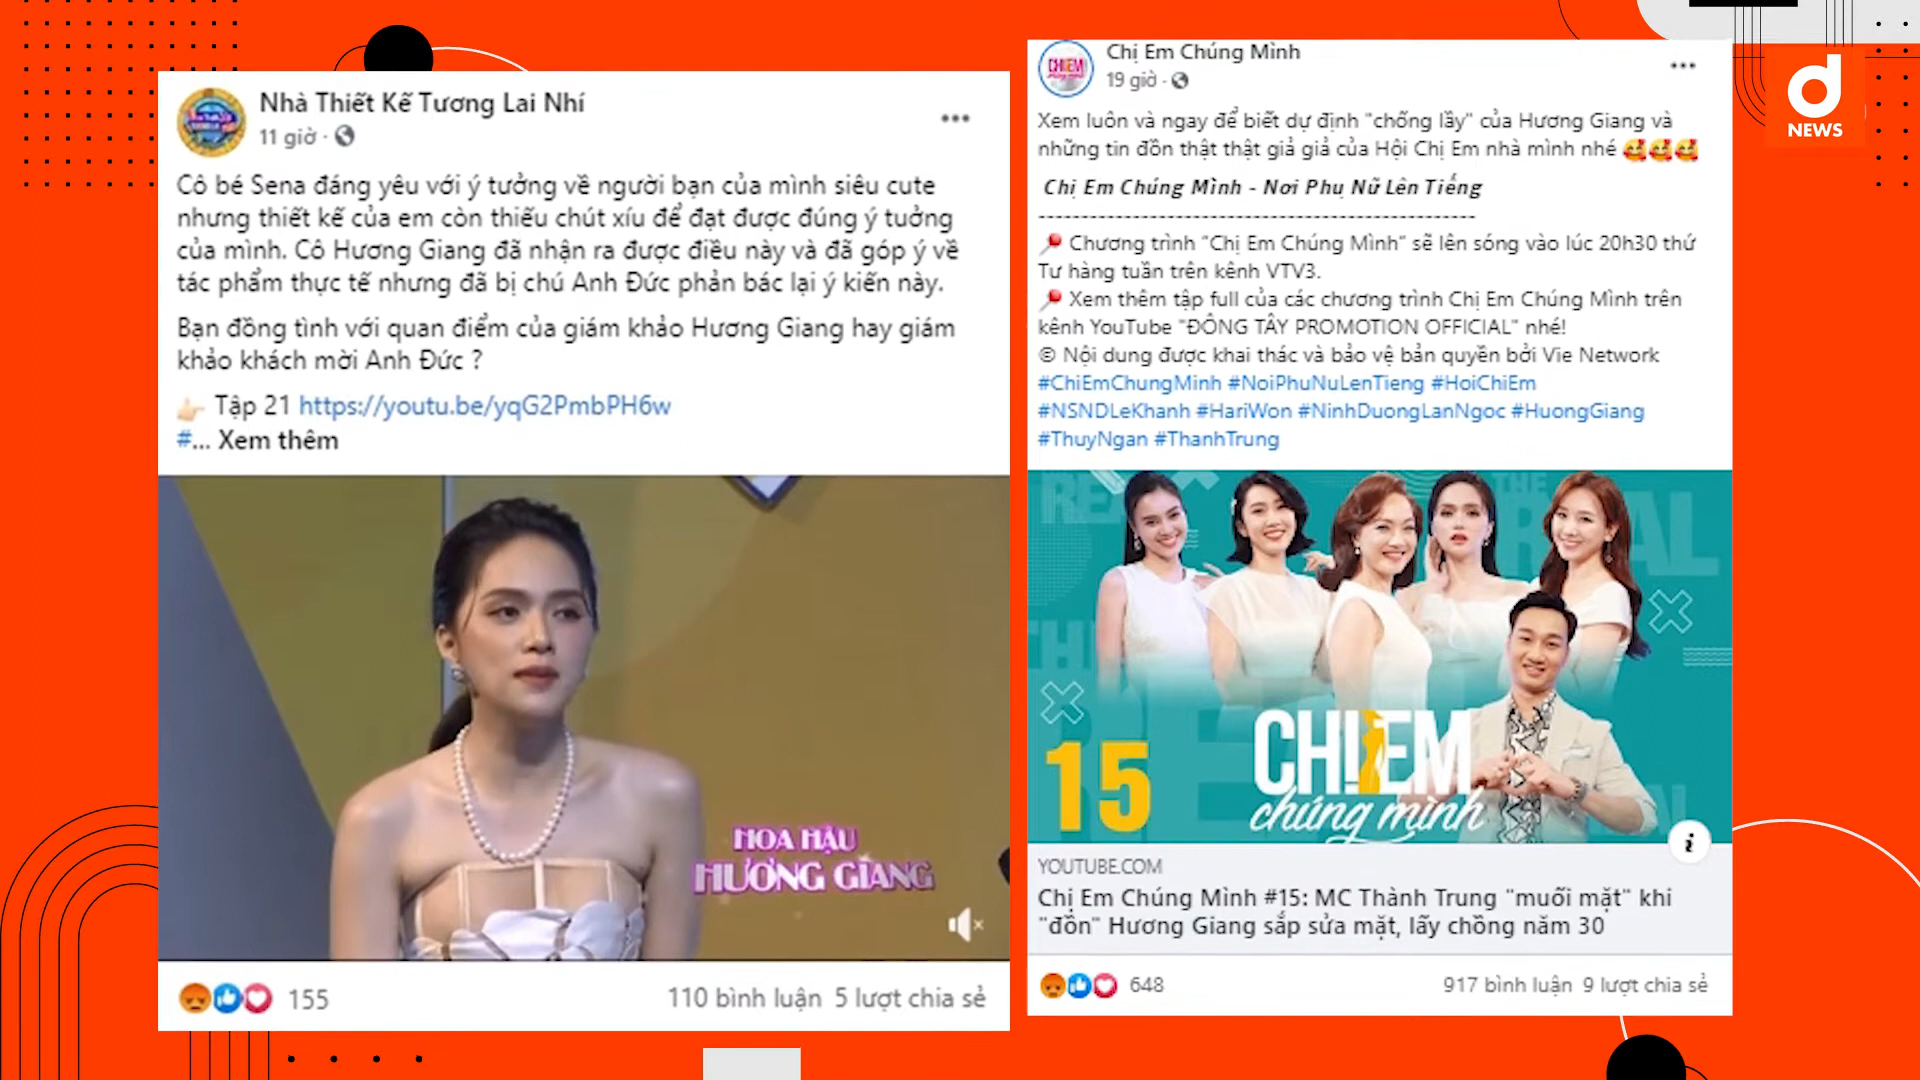 Nhà Thiết Kế Tương Lai Nhí
11 giờ ·
Cô bé Sena đáng yêu với ý tưởng về người bạn của mình siêu cute
nhưng thiết kế của em còn thiếu chút xíu để đạt được đúng ý tuởng
của mình. Cô Hương Giang đã nhận ra được điều này và đã góp ý về
tác phẩm thực tế nhưng đã bị chú Anh Đức phản bác lại ý kiến này.
Bạn đồng tình với quan điểm của giám khảo Hương Giang hay giám
khảo khách mời Anh Đức ?
👉🏻 Tập 21 https://youtu.be/yqG2PmbPH6w
#... Xem thêm
HOA HẬU
HƯƠNG GIANG
155
110 bình luận 5 lượt chia sẻ
CHỊ EM
Chị Em Chúng Mình
19 giờ ·
Xem luôn và ngay để biết dự định "chống lầy" của Hương Giang và
những tin đồn thật thật giả giả của Hội Chị Em nhà mình nhé 🥰🥰🥰
Chị Em Chúng Mình - Nơi Phụ Nữ Lên Tiếng
----------------------------------------------------
📍 Chương trình "Chị Em Chúng Mình" sẽ lên sóng vào lúc 20h30 thứ
Tư hàng tuần trên kênh VTV3.
📍 Xem thêm tập full của các chương trình Chị Em Chúng Mình trên
kênh YouTube "ĐÔNG TÂY PROMOTION OFFICIAL" nhé!
© Nội dung được khai thác và bảo vệ bản quyền bởi Vie Network
#ChiEmChungMinh #NoiPhuNuLenTieng #HoiChiEm
#NSNDLeKhanh #HariWon #NinhDuongLanNgoc #HuongGiang
#ThuyNgan #ThanhTrung
THE
REAL
15
CHỊ EM
chúng mình
YOUTUBE.COM
Chị Em Chúng Mình #15: MC Thành Trung "muối mặt" khi
"đồn" Hương Giang sắp sửa mặt, lấy chồng năm 30
648
917 bình luận 9 lượt chia sẻ
d
NEWS